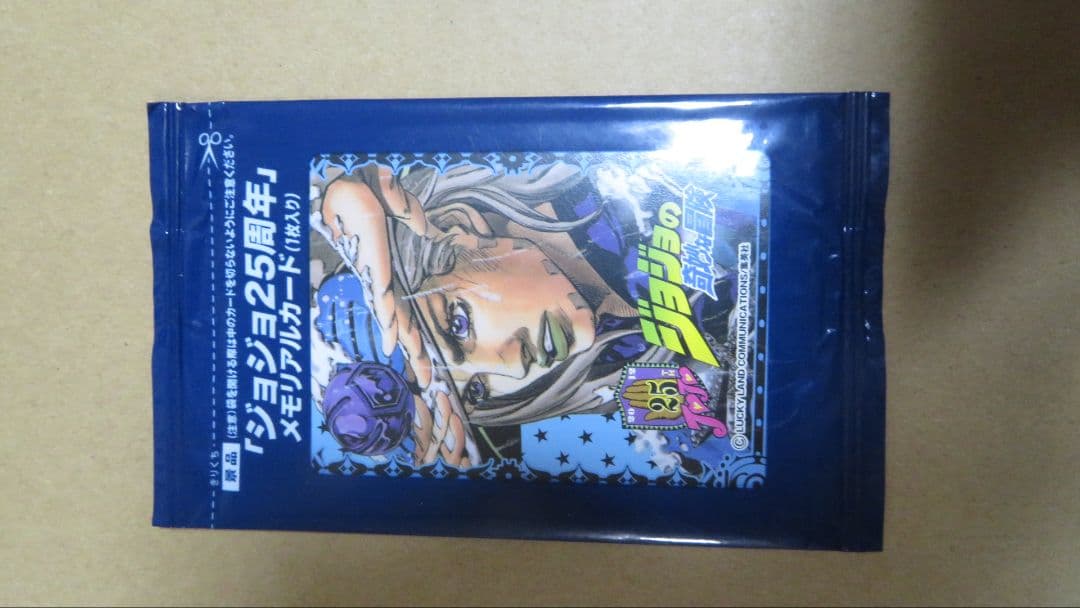 きりくち
景品 (注意)袋を開ける際は中のカードを切らないようにご注意ください。
「ジョジョ25周年」
メモリアルカード(1枚入り)
ジョジョの
奇妙な冒険
25
ⒸLUCKY LAND COMMUNICATIONS/集英社